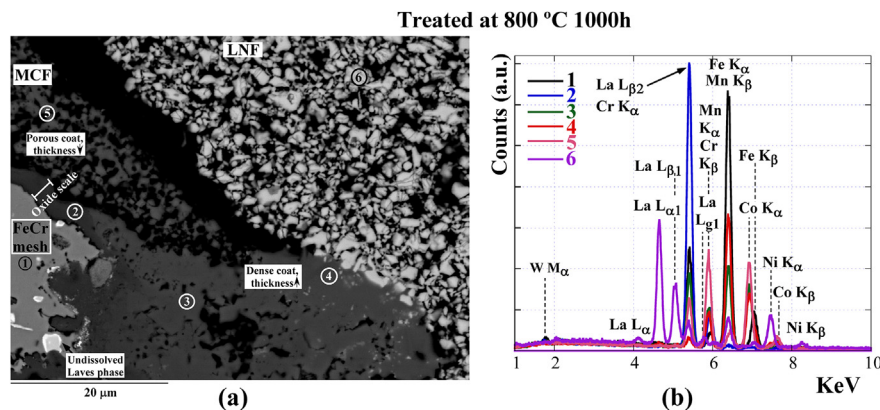 Treated at 800 ºC 1000h
LNF
MCF
6
5
Porous coat,
thickness
Oxide scale
2
FeCr
mesh
1
Dense coat,
thickness
4
3
Undissolved
Laves phase
20 µm
(a)
Counts (a.u.)
1
2
3
4
5
6
La Lβ2
Cr Kα
Fe Kα
Mn Kβ
Mn
Kα
Cr
Kβ
Fe Kβ
La Lβ1
La Lα1
La
Lg1
Co Kα
W Mα
Ni Kα
Co Kβ
La Lα
Ni Kβ
1 2 4 6 8 10
(b)
KeV